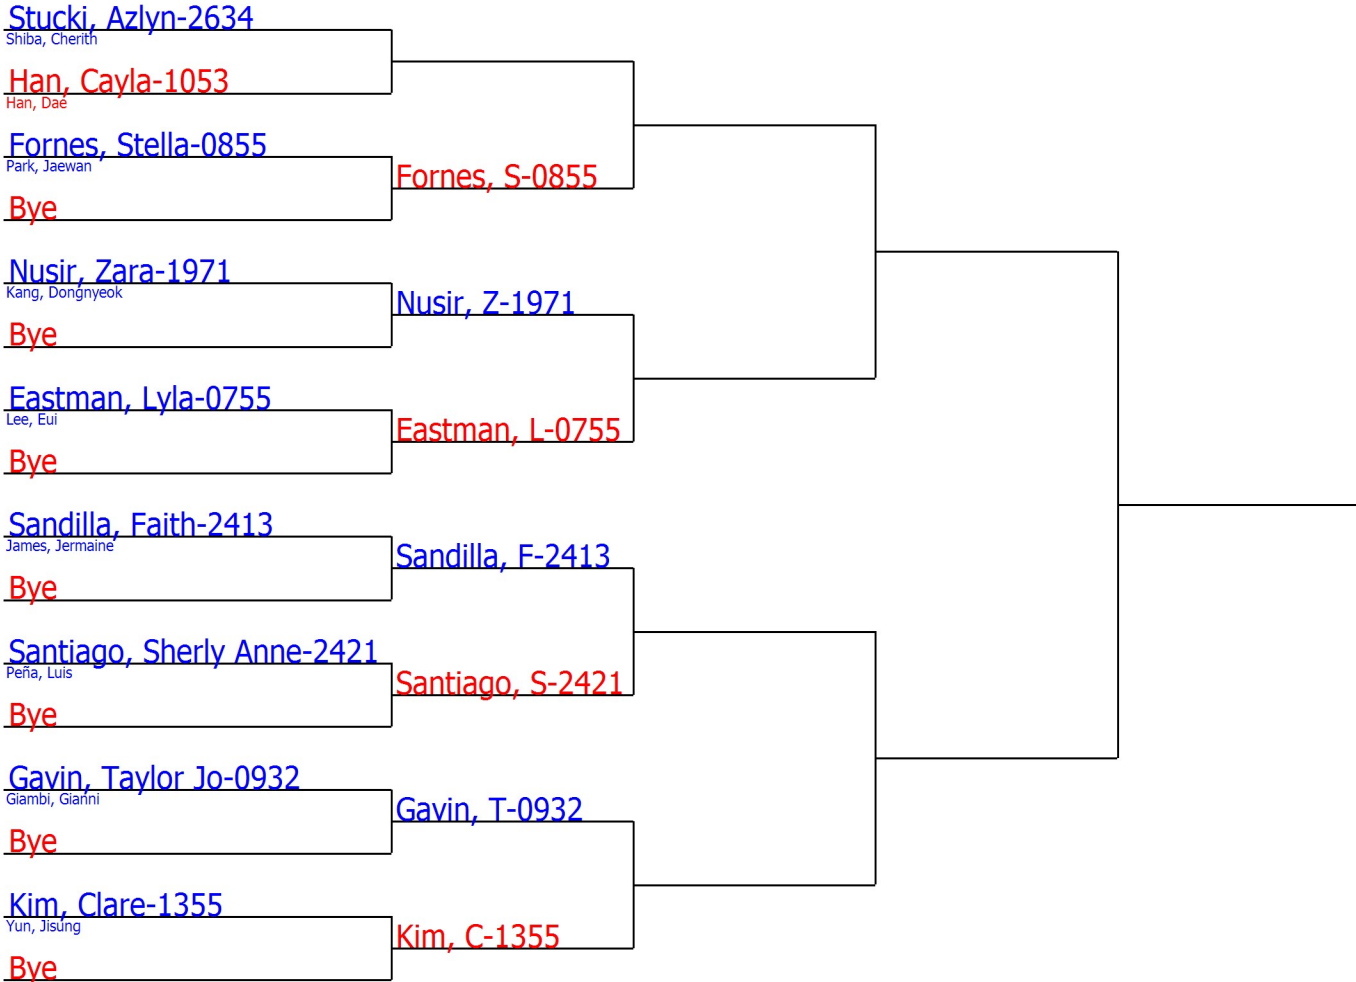 Stucki, Azlyn-2634
Shiba, Cherith
Han, Cayla-1053
Han, Dae
Fornes, Stella-0855
Park, Jaewan
Fornes, S-0855
Bye
Nusir, Zara-1971
Kang, Dongnyeok
Nusir, Z-1971
Bye
Eastman, Lyla-0755
Lee, Eui
Eastman, L-0755
Bye
Sandilla, Faith-2413
James, Jermaine
Sandilla, F-2413
Bye
Santiago, Sherly Anne-2421
Peña, Luis
Santiago, S-2421
Bye
Gavin, Taylor Jo-0932
Giambi, Gianni
Gavin, T-0932
Bye
Kim, Clare-1355
Yun, Jisung
Kim, C-1355
Bye